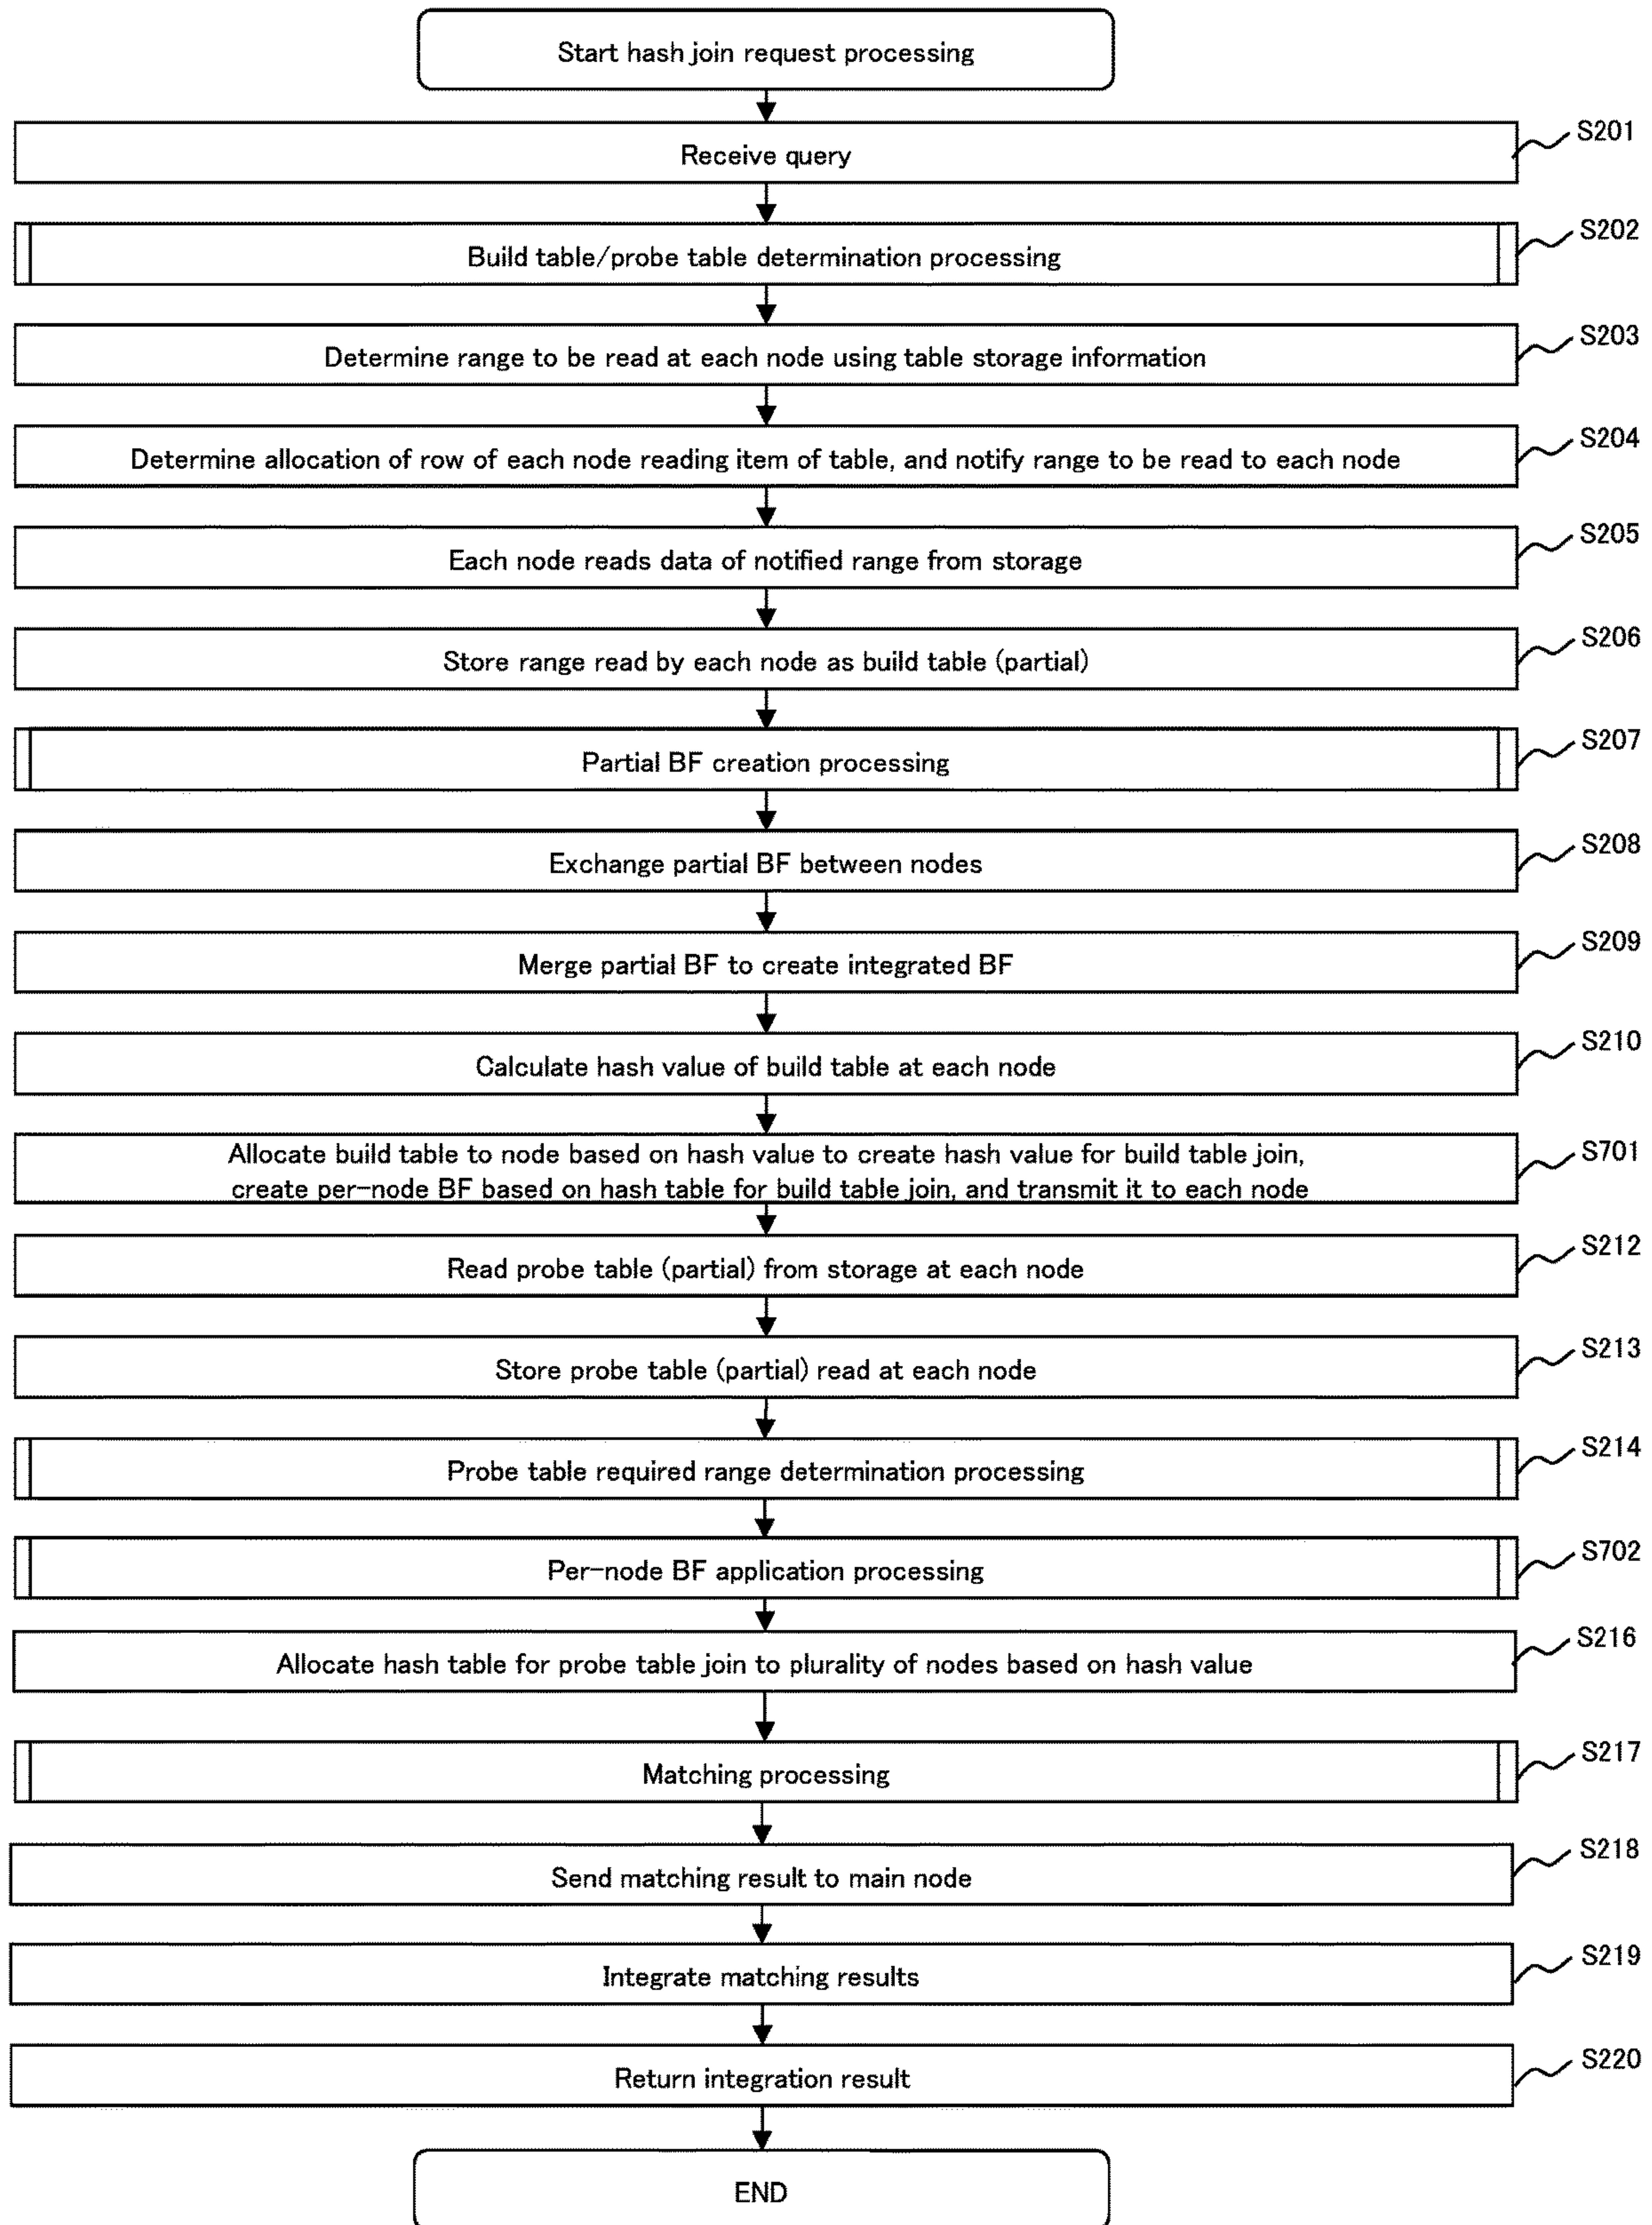 Start hash join request processing
Receive query
S201
Build table/probe table determination processing
S202
Determine range to be read at each node using table storage information
S203
Determine allocation of row of each node reading item of table, and notify range to be read to each node
S204
Each node reads data of notified range from storage
S205
Store range read by each node as build table (partial)
S206
Partial BF creation processing
S207
Exchange partial BF between nodes
S208
Merge partial BF to create integrated BF
S209
Calculate hash value of build table at each node
S210
Allocate build table to node based on hash value to create hash value for build table join,
create per-node BF based on hash table for build table join, and transmit it to each node
S701
Read probe table (partial) from storage at each node
S212
Store probe table (partial) read at each node
S213
Probe table required range determination processing
S214
Per-node BF application processing
S702
Allocate hash table for probe table join to plurality of nodes based on hash value
S216
Matching processing
S217
Send matching result to main node
S218
Integrate matching results
S219
Return integration result
S220
END